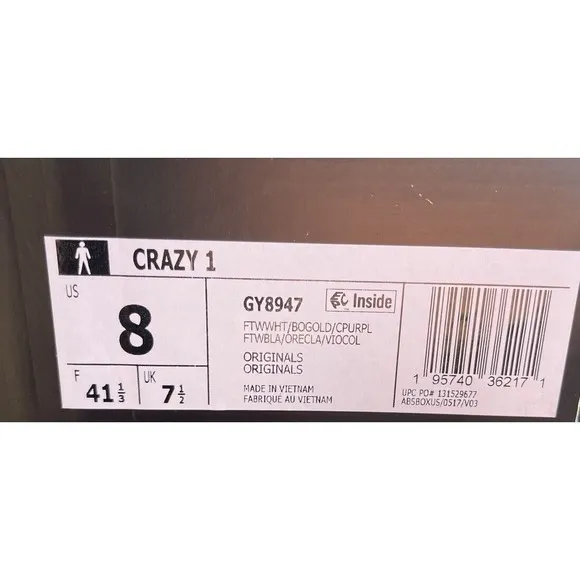 CRAZY 1
US
8
F
41 1/3
UK
7 1/2
GY8947
Inside
FTWWHT/BOGOLD/CPURPL
FTWBLA/ORECLA/VIOCOL
ORIGINALS
ORIGINALS
MADE IN VIETNAM
FABRIQUÉ AU VIETNAM
1 95740 36217 1
UPC PO# 131529677
ABSBOXUS/0517/V03